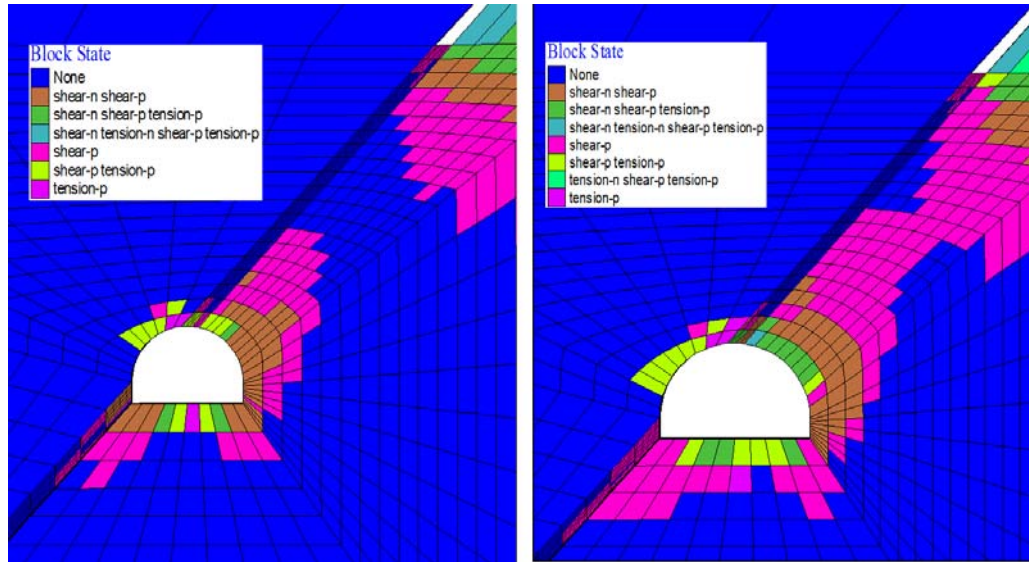 Block State
None
shear-n shear-p
shear-n shear-p tension-p
shear-n tension-n shear-p tension-p
shear-p
shear-p tension-p
tension-p
Block State
None
shear-n shear-p
shear-n shear-p tension-p
shear-n tension-n shear-p tension-p
shear-p
shear-p tension-p
tension-n shear-p tension-p
tension-p